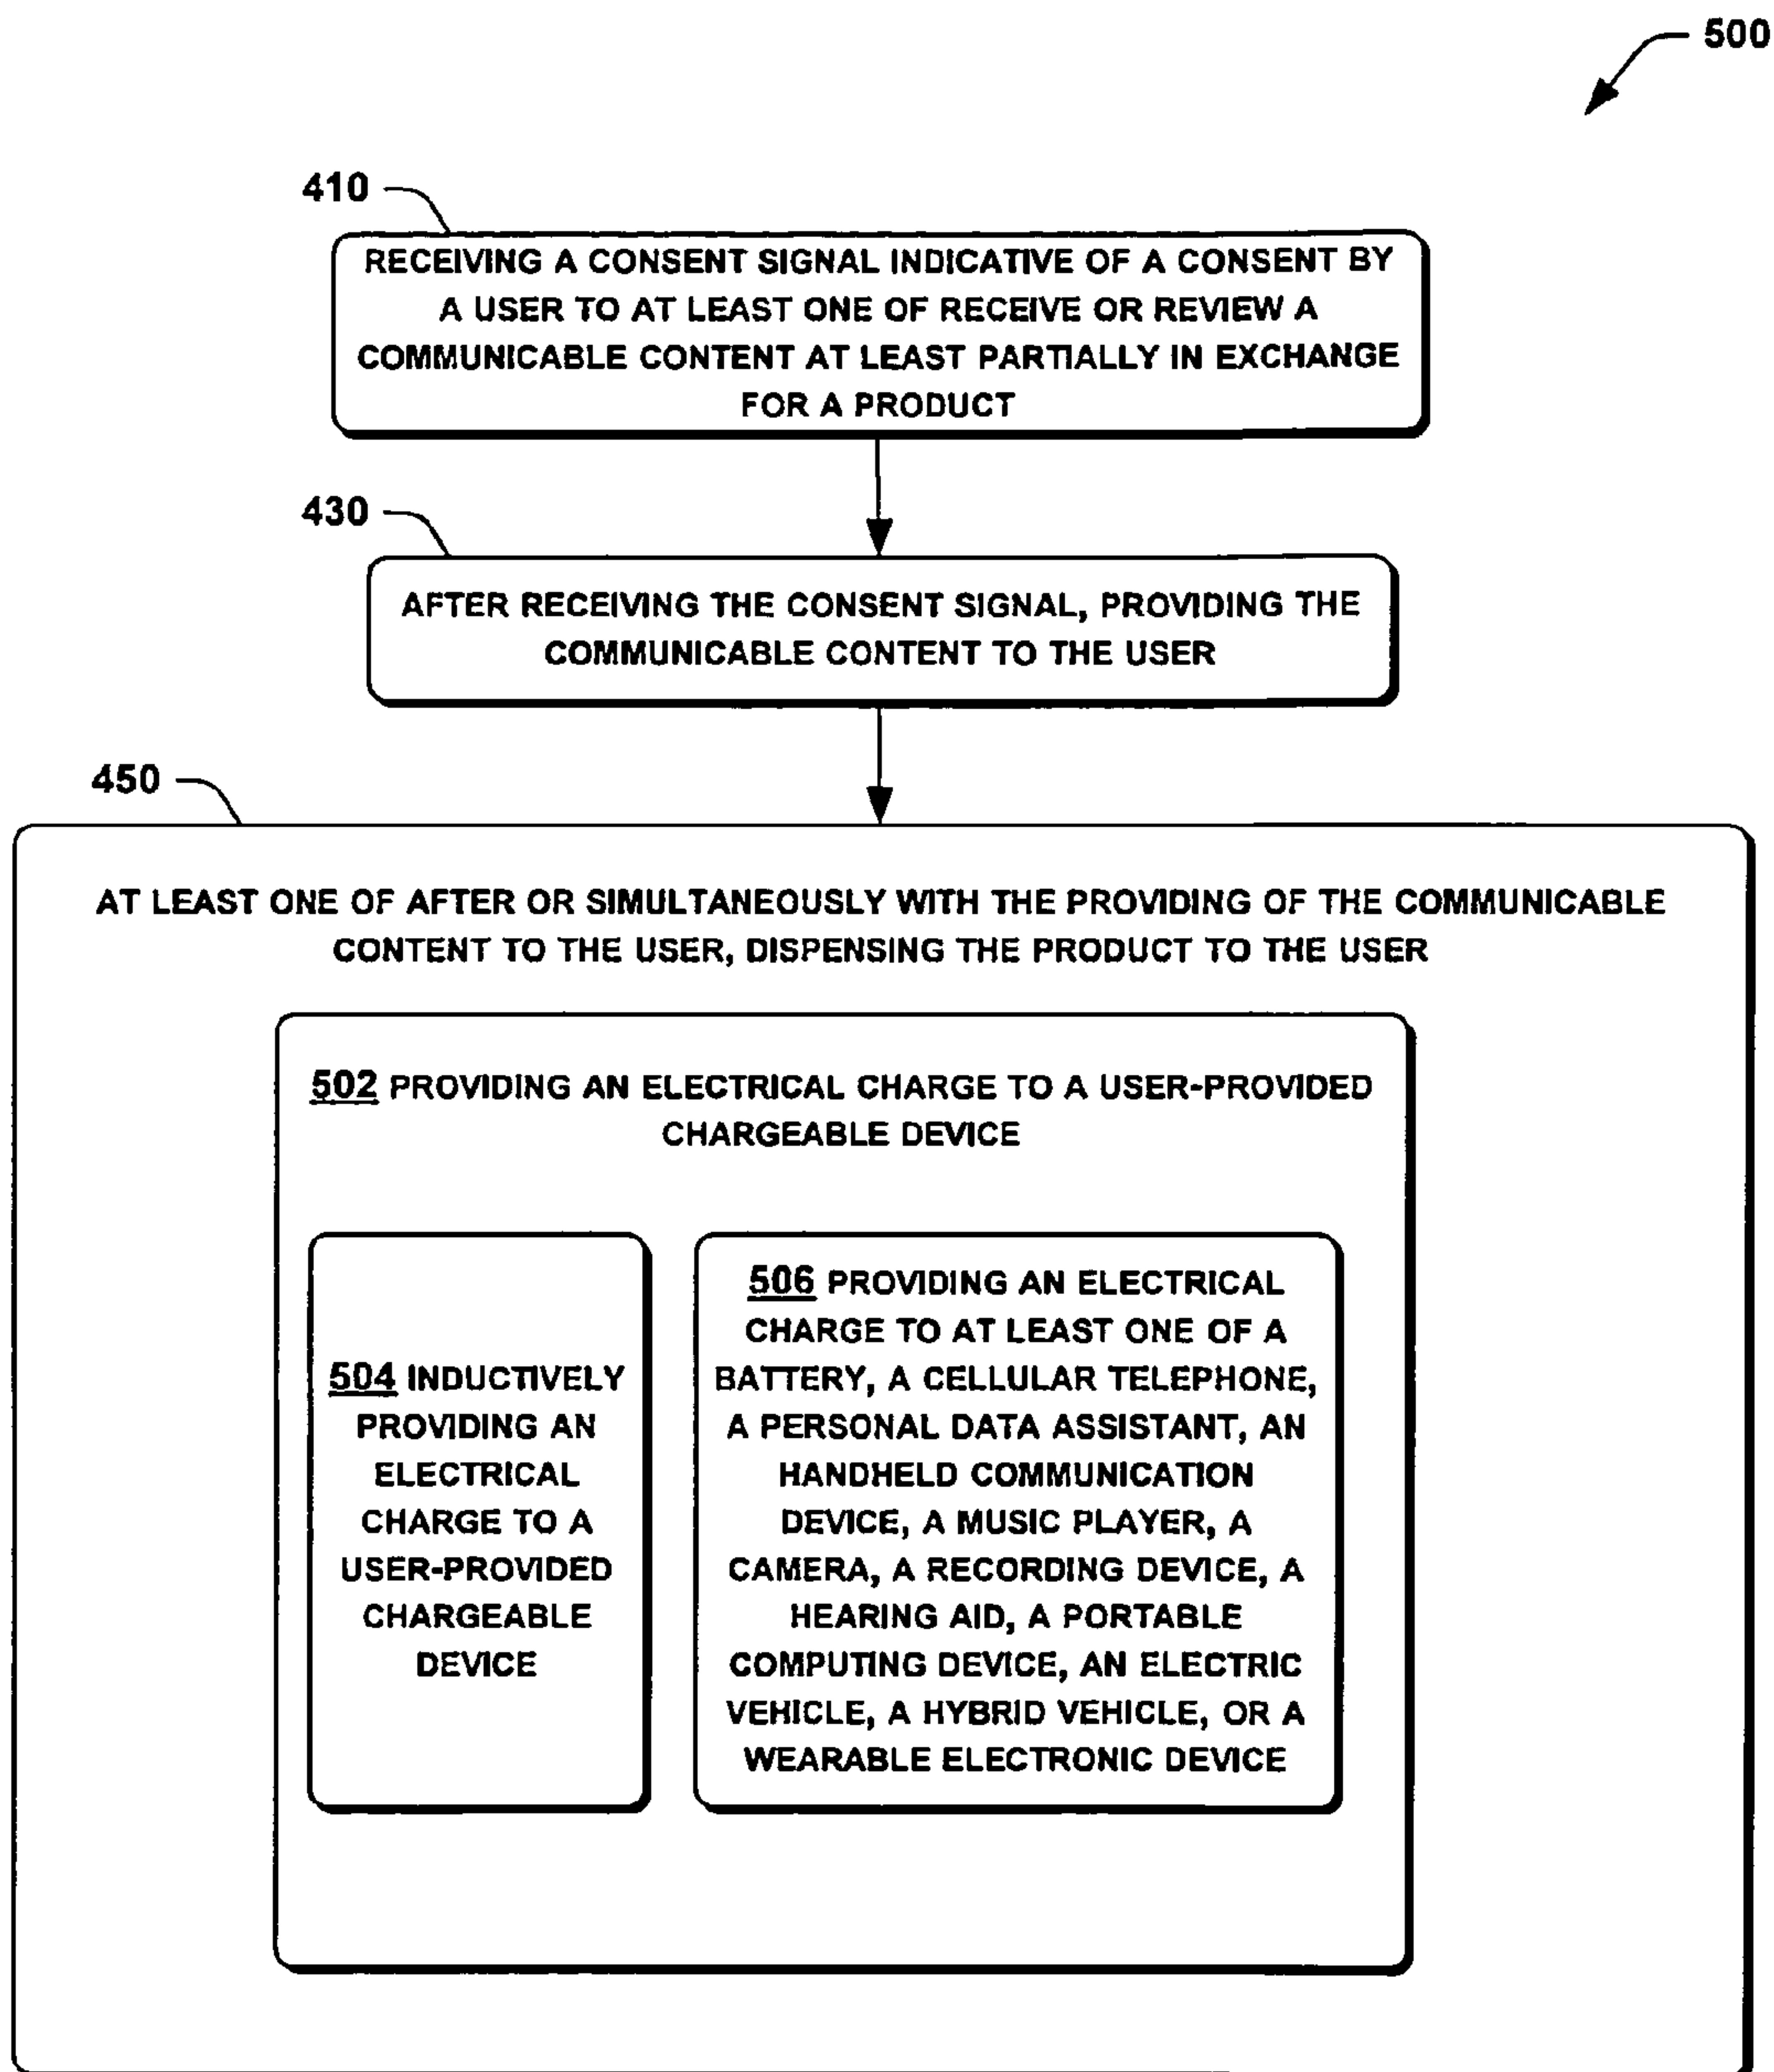 500
410
RECEIVING A CONSENT SIGNAL INDICATIVE OF A CONSENT BY
A USER TO AT LEAST ONE OF RECEIVE OR REVIEW A
COMMUNICABLE CONTENT AT LEAST PARTIALLY IN EXCHANGE
FOR A PRODUCT
430
AFTER RECEIVING THE CONSENT SIGNAL, PROVIDING THE
COMMUNICABLE CONTENT TO THE USER
450
AT LEAST ONE OF AFTER OR SIMULTANEOUSLY WITH THE PROVIDING OF THE COMMUNICABLE
CONTENT TO THE USER, DISPENSING THE PRODUCT TO THE USER
502 PROVIDING AN ELECTRICAL CHARGE TO A USER-PROVIDED
CHARGEABLE DEVICE
504 INDUCTIVELY
PROVIDING AN
ELECTRICAL
CHARGE TO A
USER-PROVIDED
CHARGEABLE
DEVICE
506 PROVIDING AN ELECTRICAL
CHARGE TO AT LEAST ONE OF A
BATTERY, A CELLULAR TELEPHONE,
A PERSONAL DATA ASSISTANT, AN
HANDHELD COMMUNICATION
DEVICE, A MUSIC PLAYER, A
CAMERA, A RECORDING DEVICE, A
HEARING AID, A PORTABLE
COMPUTING DEVICE, AN ELECTRIC
VEHICLE, A HYBRID VEHICLE, OR A
WEARABLE ELECTRONIC DEVICE